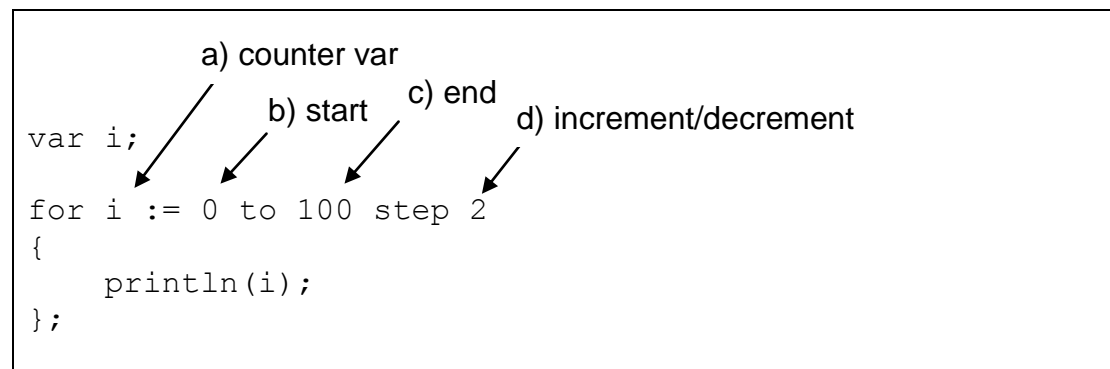 a) counter var
b) start
c) end
d) increment/decrement
var i;
for i := 0 to 100 step 2
{
    println(i);
};